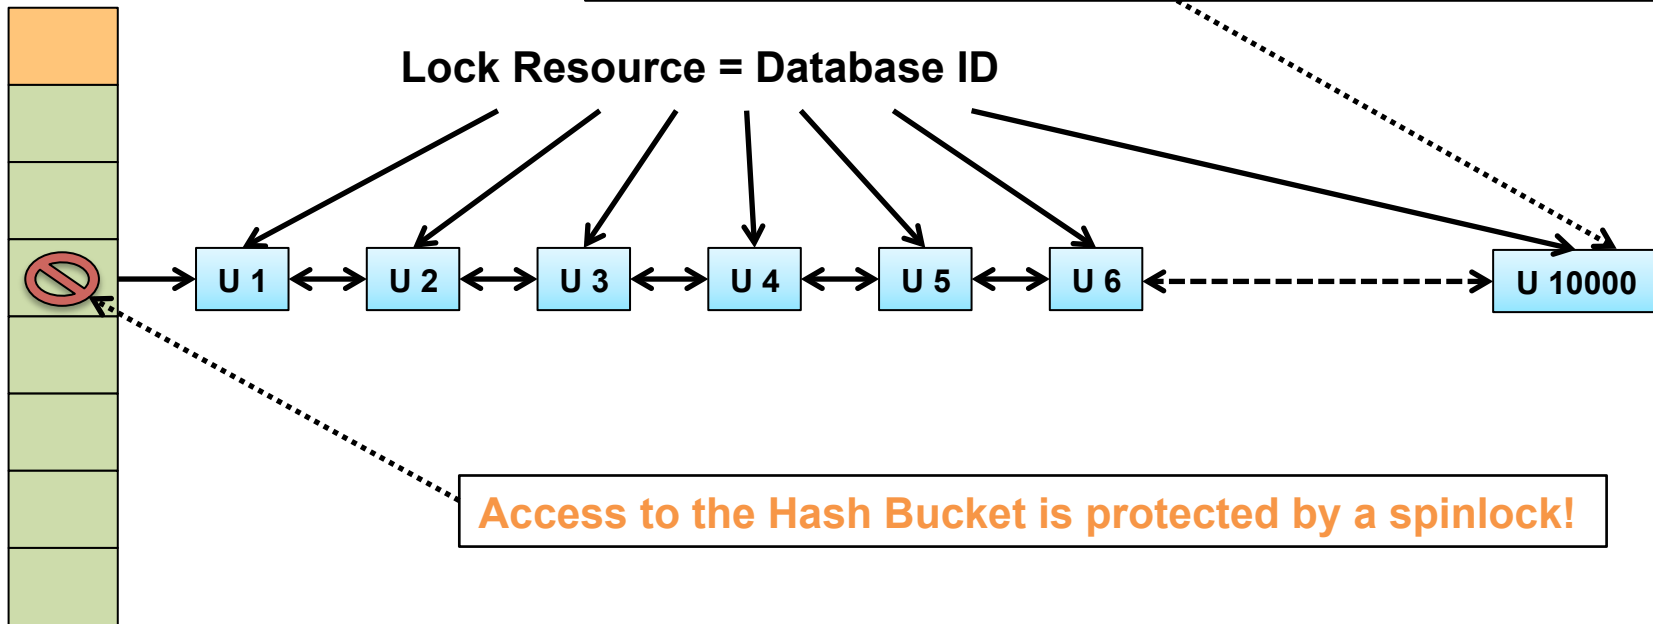 Lock Resource = Database ID
U 1 U 2 U 3 U 4 U 5 U 6 U 10000
Access to the Hash Bucket is protected by a spinlock!